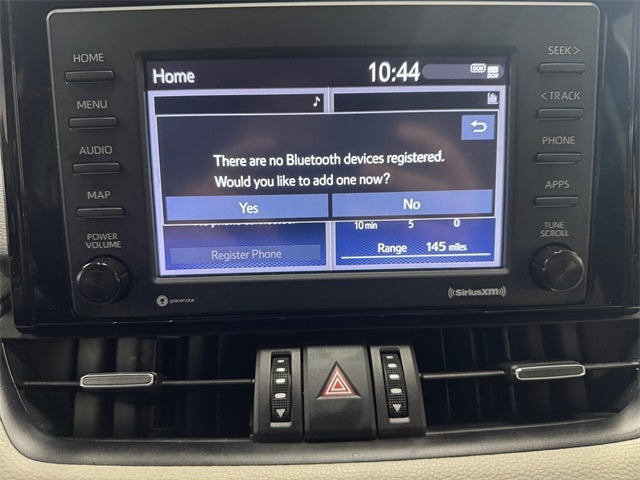 HOME
MENU
AUDIO
MAP
POWER
VOLUME
Home
10:44
DCM
There are no Bluetooth devices registered.
Would you like to add one now?
Yes
No
Register Phone
10 min 5 0
Range 145 miles
SEEK >
< TRACK
PHONE
APPS
TUNE
SCROLL
gracenote
((SiriusXM))